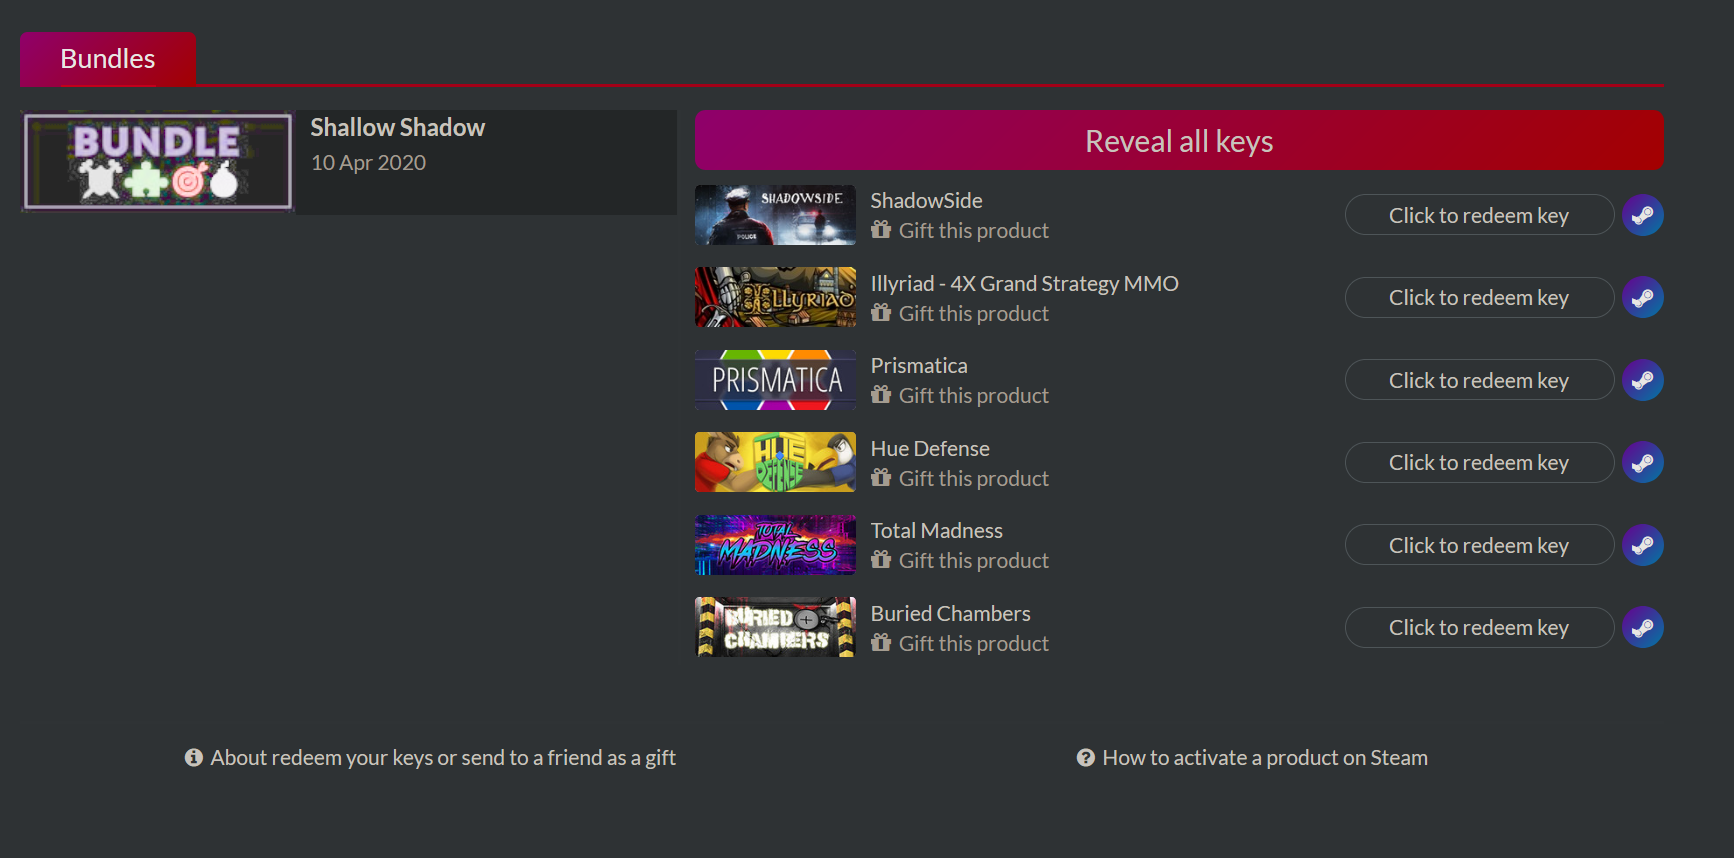 Bundles
BUNDLE
Shallow Shadow
10 Apr 2020
Reveal all keys
SHADOWSIDE
POLICE
ShadowSide
Gift this product
Click to redeem key
ILLYRIAD
Illyriad - 4X Grand Strategy MMO
Gift this product
Click to redeem key
PRISMATICA
Prismatica
Gift this product
Click to redeem key
HUE
DEFENSE
Hue Defense
Gift this product
Click to redeem key
TOTAL
MADNESS
Total Madness
Gift this product
Click to redeem key
BURIED
CHAMBERS
Buried Chambers
Gift this product
Click to redeem key
About redeem your keys or send to a friend as a gift
How to activate a product on Steam